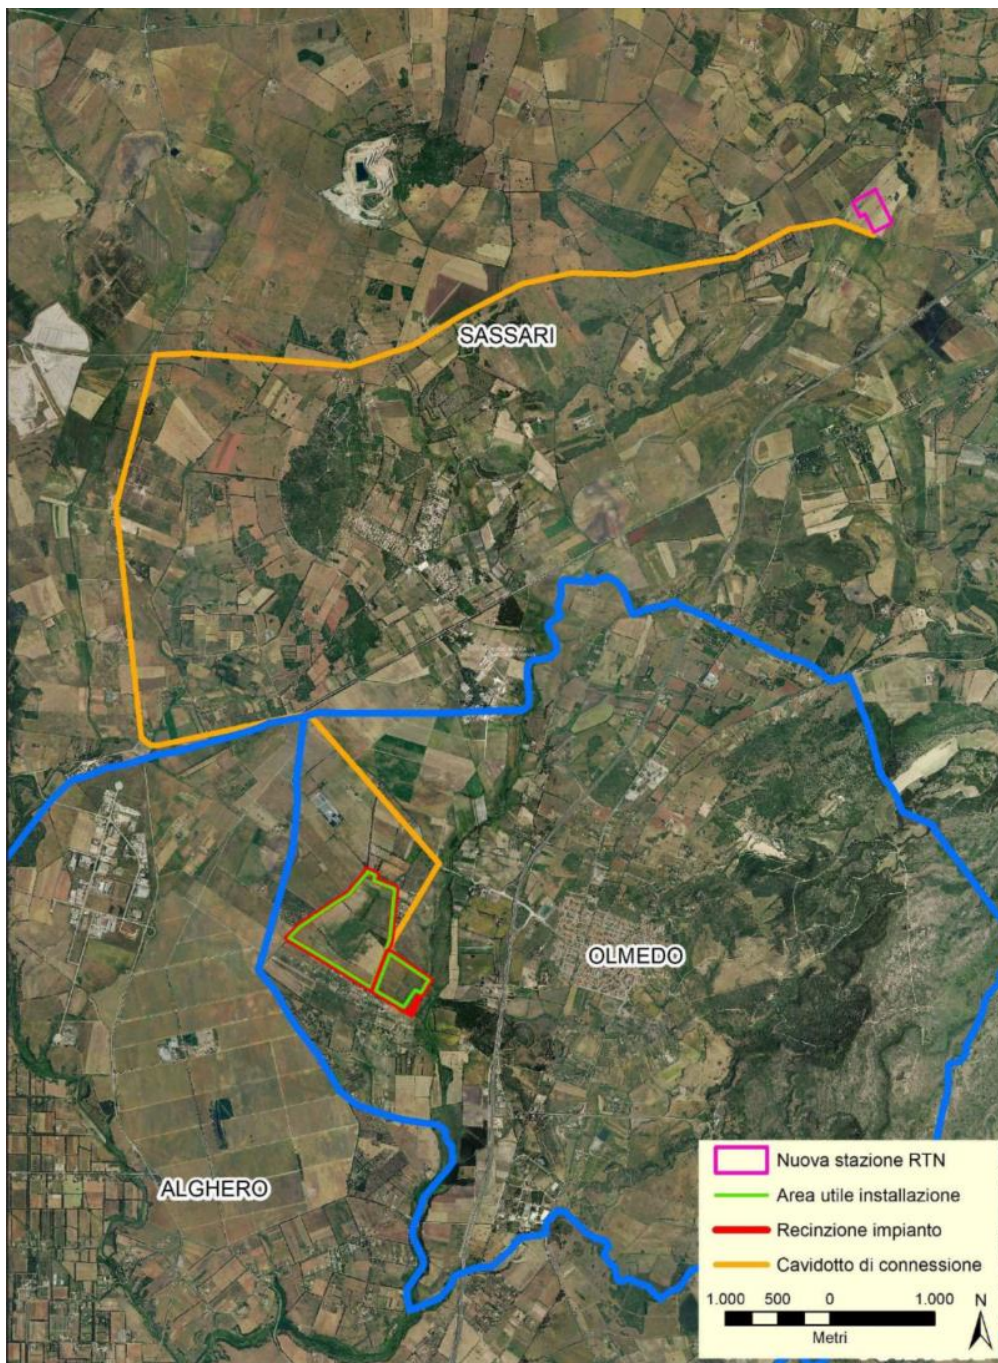 SASSARI
OLMEDO
ALGHERO
Nuova stazione RTN
Area utile installazione
Recinzione impianto
Cavidotto di connessione
1.000 500 0 1.000
Metri
N